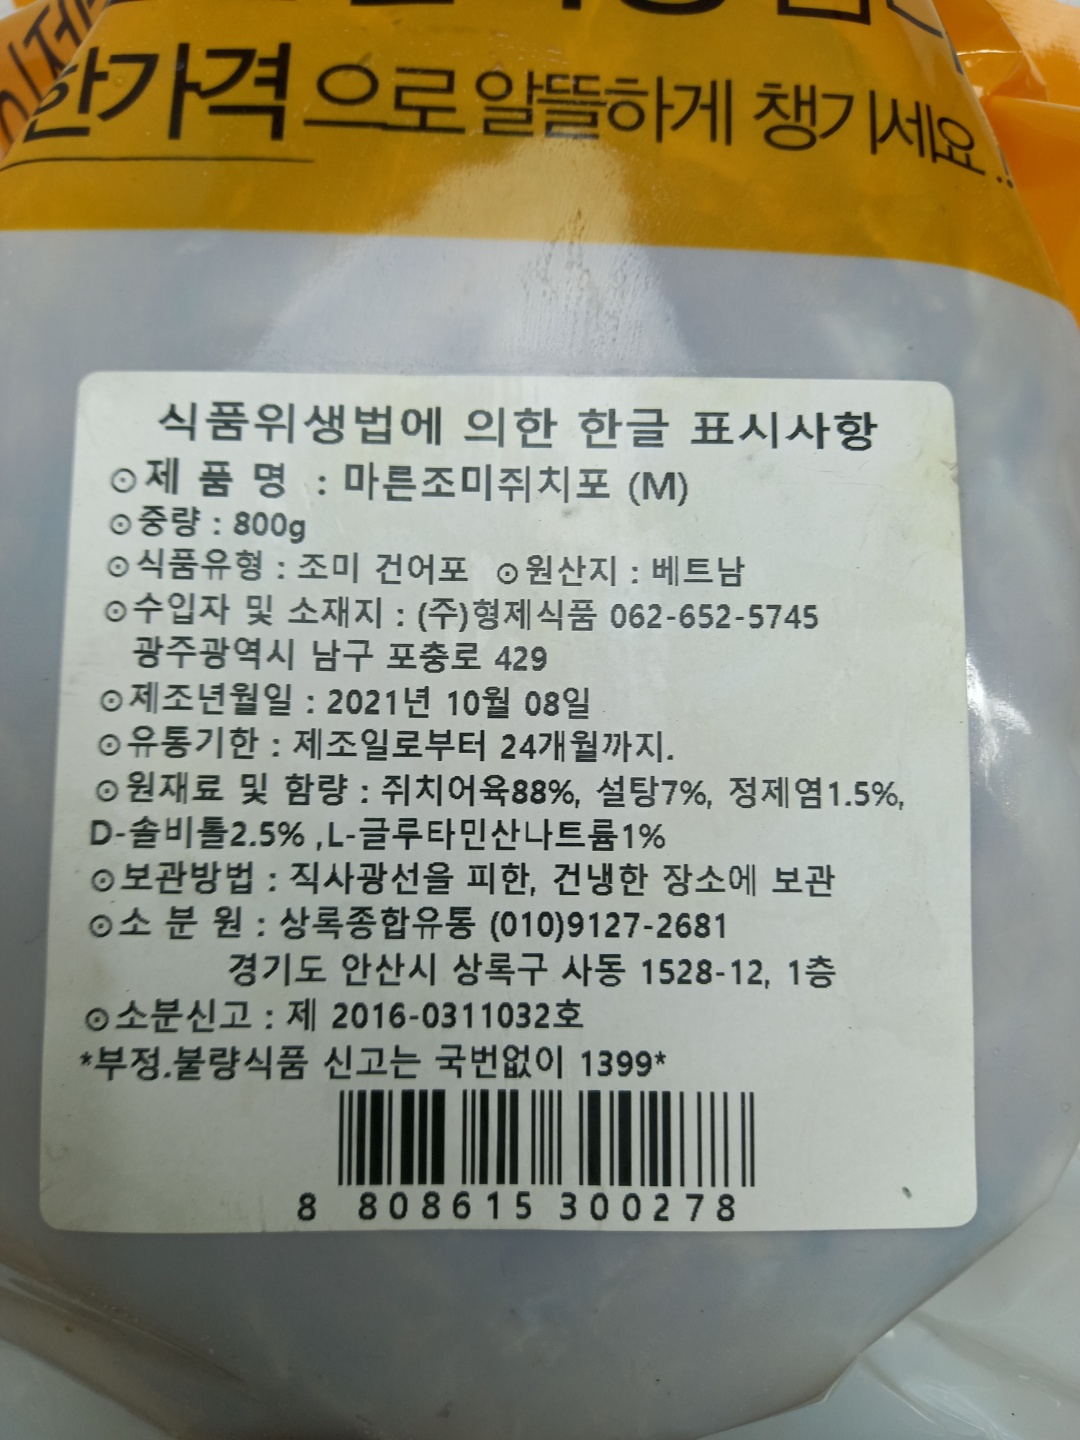 한가격으로 알뜰하게 챙기세요!
식품위생법에 의한 한글 표시사항
⊙제 품 명 : 마른조미쥐치포 (M)
⊙중량 : 800g
⊙식품유형 : 조미 건어포 ⊙원산지 : 베트남
⊙수입자 및 소재지 : (주)형제식품 062-652-5745
광주광역시 남구 포충로 429
⊙제조년월일 : 2021년 10월 08일
⊙유통기한 : 제조일로부터 24개월까지.
⊙원재료 및 함량 : 쥐치어육88%, 설탕7%, 정제염1.5%,
D-솔비톨2.5% ,L-글루타민산나트륨1%
⊙보관방법 : 직사광선을 피한, 건냉한 장소에 보관
⊙소 분 원 : 상록종합유통 (010)9127-2681
경기도 안산시 상록구 사동 1528-12, 1층
⊙소분신고 : 제 2016-0311032호
*부정.불량식품 신고는 국번없이 1399*
8 808615 300278